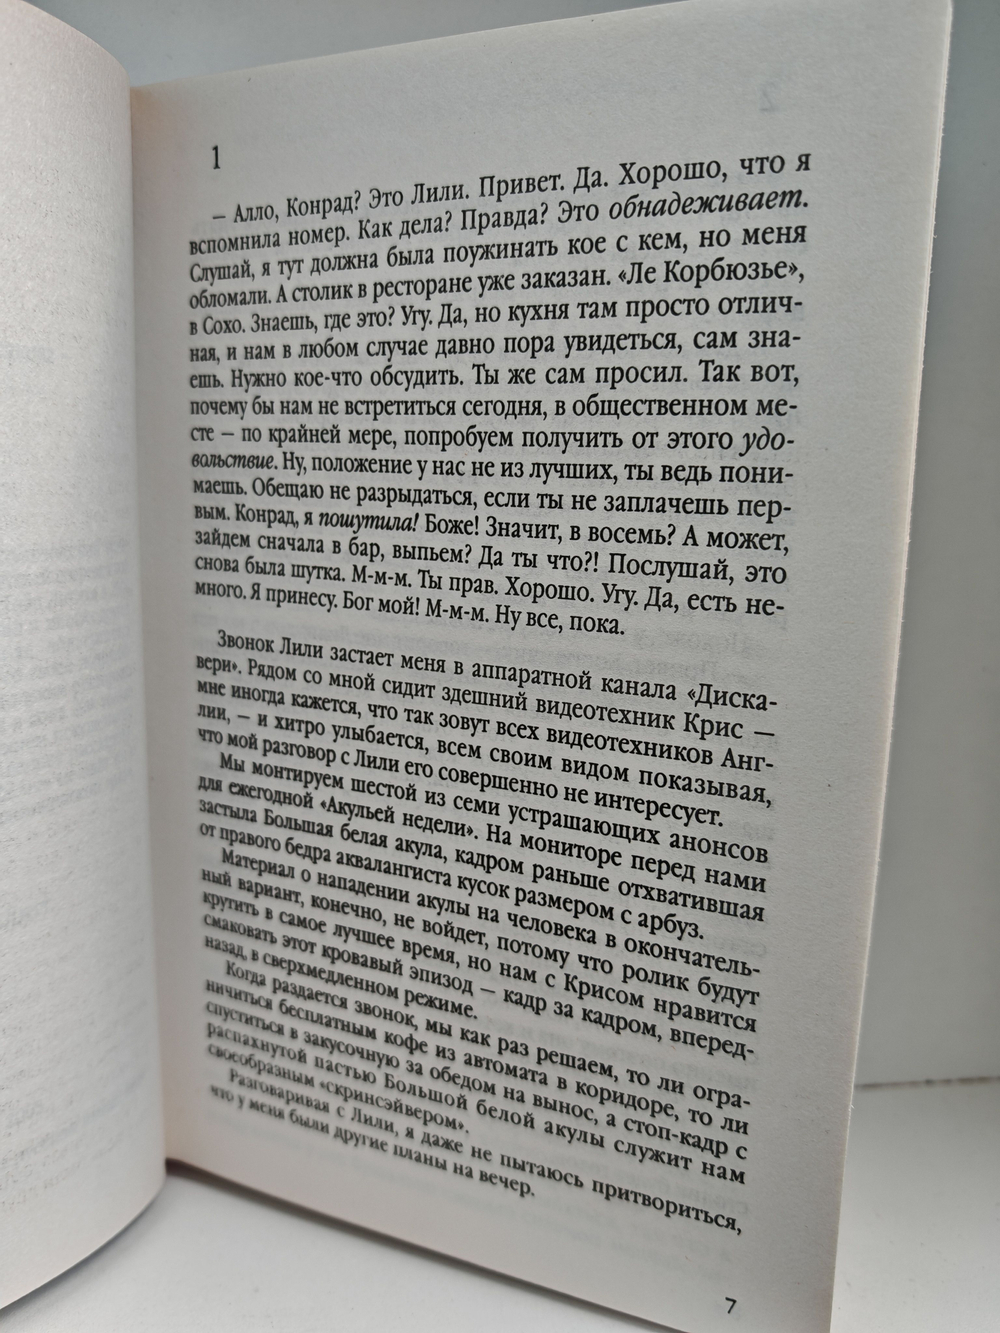 1
– Алло, Конрад? Это Лили. Привет. Да. Хорошо, что я
вспомнила номер. Как дела? Правда? Это обнадеживает.
Слушай, я тут должна была поужинать кое с кем, но меня
обломали. А столик в ресторане уже заказан. «Ле Корбюзье»,
в Сохо. Знаешь, где это? Угу. Да, но кухня там просто отлич-
ная, и нам в любом случае давно пора увидеться, сам зна-
ешь. Нужно кое-что обсудить. Ты же сам просил. Так вот,
почему бы нам не встретиться сегодня, в общественном ме-
сте – по крайней мере, попробуем получить от этого удо-
вольствие. Ну, положение у нас не из лучших, ты ведь пони-
маешь. Обещаю не разрыдаться, если ты не заплачешь пер-
вым. Конрад, я пошутила! Боже! Значит, в восемь? А может,
зайдем сначала в бар, выпьем? Да ты что?! Послушай, это
снова была шутка. М-м-м. Ты прав. Хорошо. Угу. Да, есть не-
много. Я принесу. Бог мой! М-м-м. Ну все, пока.
Звонок Лили застает меня в аппаратной канала «Диска-
вери». Рядом со мной сидит здешний видеотехник Крис —
мне иногда кажется, что так зовут всех видеотехников Анг-
лии, – и хитро улыбается, всем своим видом показывая,
что мой разговор с Лили его совершенно не интересует.
Мы монтируем шестой из семи устрашающих анонсов
для ежегодной «Акульей недели». На мониторе перед нами
застыла Большая белая акула, кадром раньше отхватившая
от правого бедра аквалангиста кусок размером с арбуз.
Материал о нападении акулы на человека в окончатель-
ный вариант, конечно, не войдет, потому что ролик будут
крутить в самое лучшее время, но нам с Крисом нравится
смаковать этот кровавый эпизод — кадр за кадром, вперед-
назад, в сверхмедленном режиме.
Когда раздается звонок, мы как раз решаем, то ли огра-
ничиться бесплатным кофе из автомата в коридоре, то ли
спуститься в закусочную за обедом на вынос, а стоп-кадр с
распахнутой пастью Большой белой акулы служит нам
своеобразным «скринсэйвером».
Разговаривая с Лили, я даже не пытаюсь притвориться,
что у меня были другие планы на вечер.
7